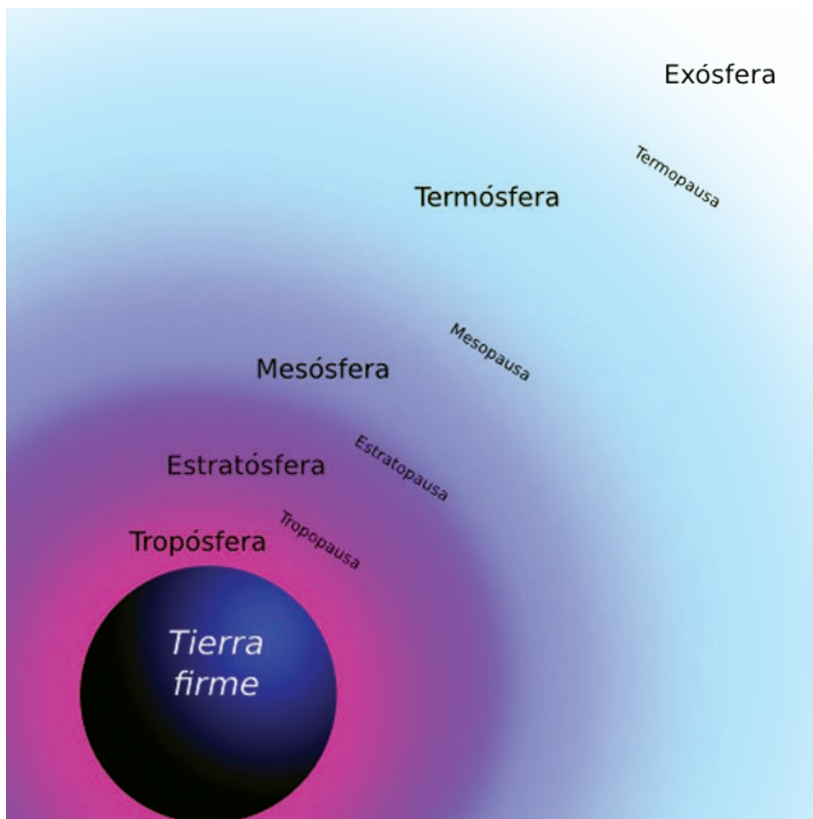 Exósfera
Termopausa
Termósfera
Mesopausa
Mesósfera
Estratopausa
Estratósfera
Tropopausa
Tropósfera
Tierra
firme